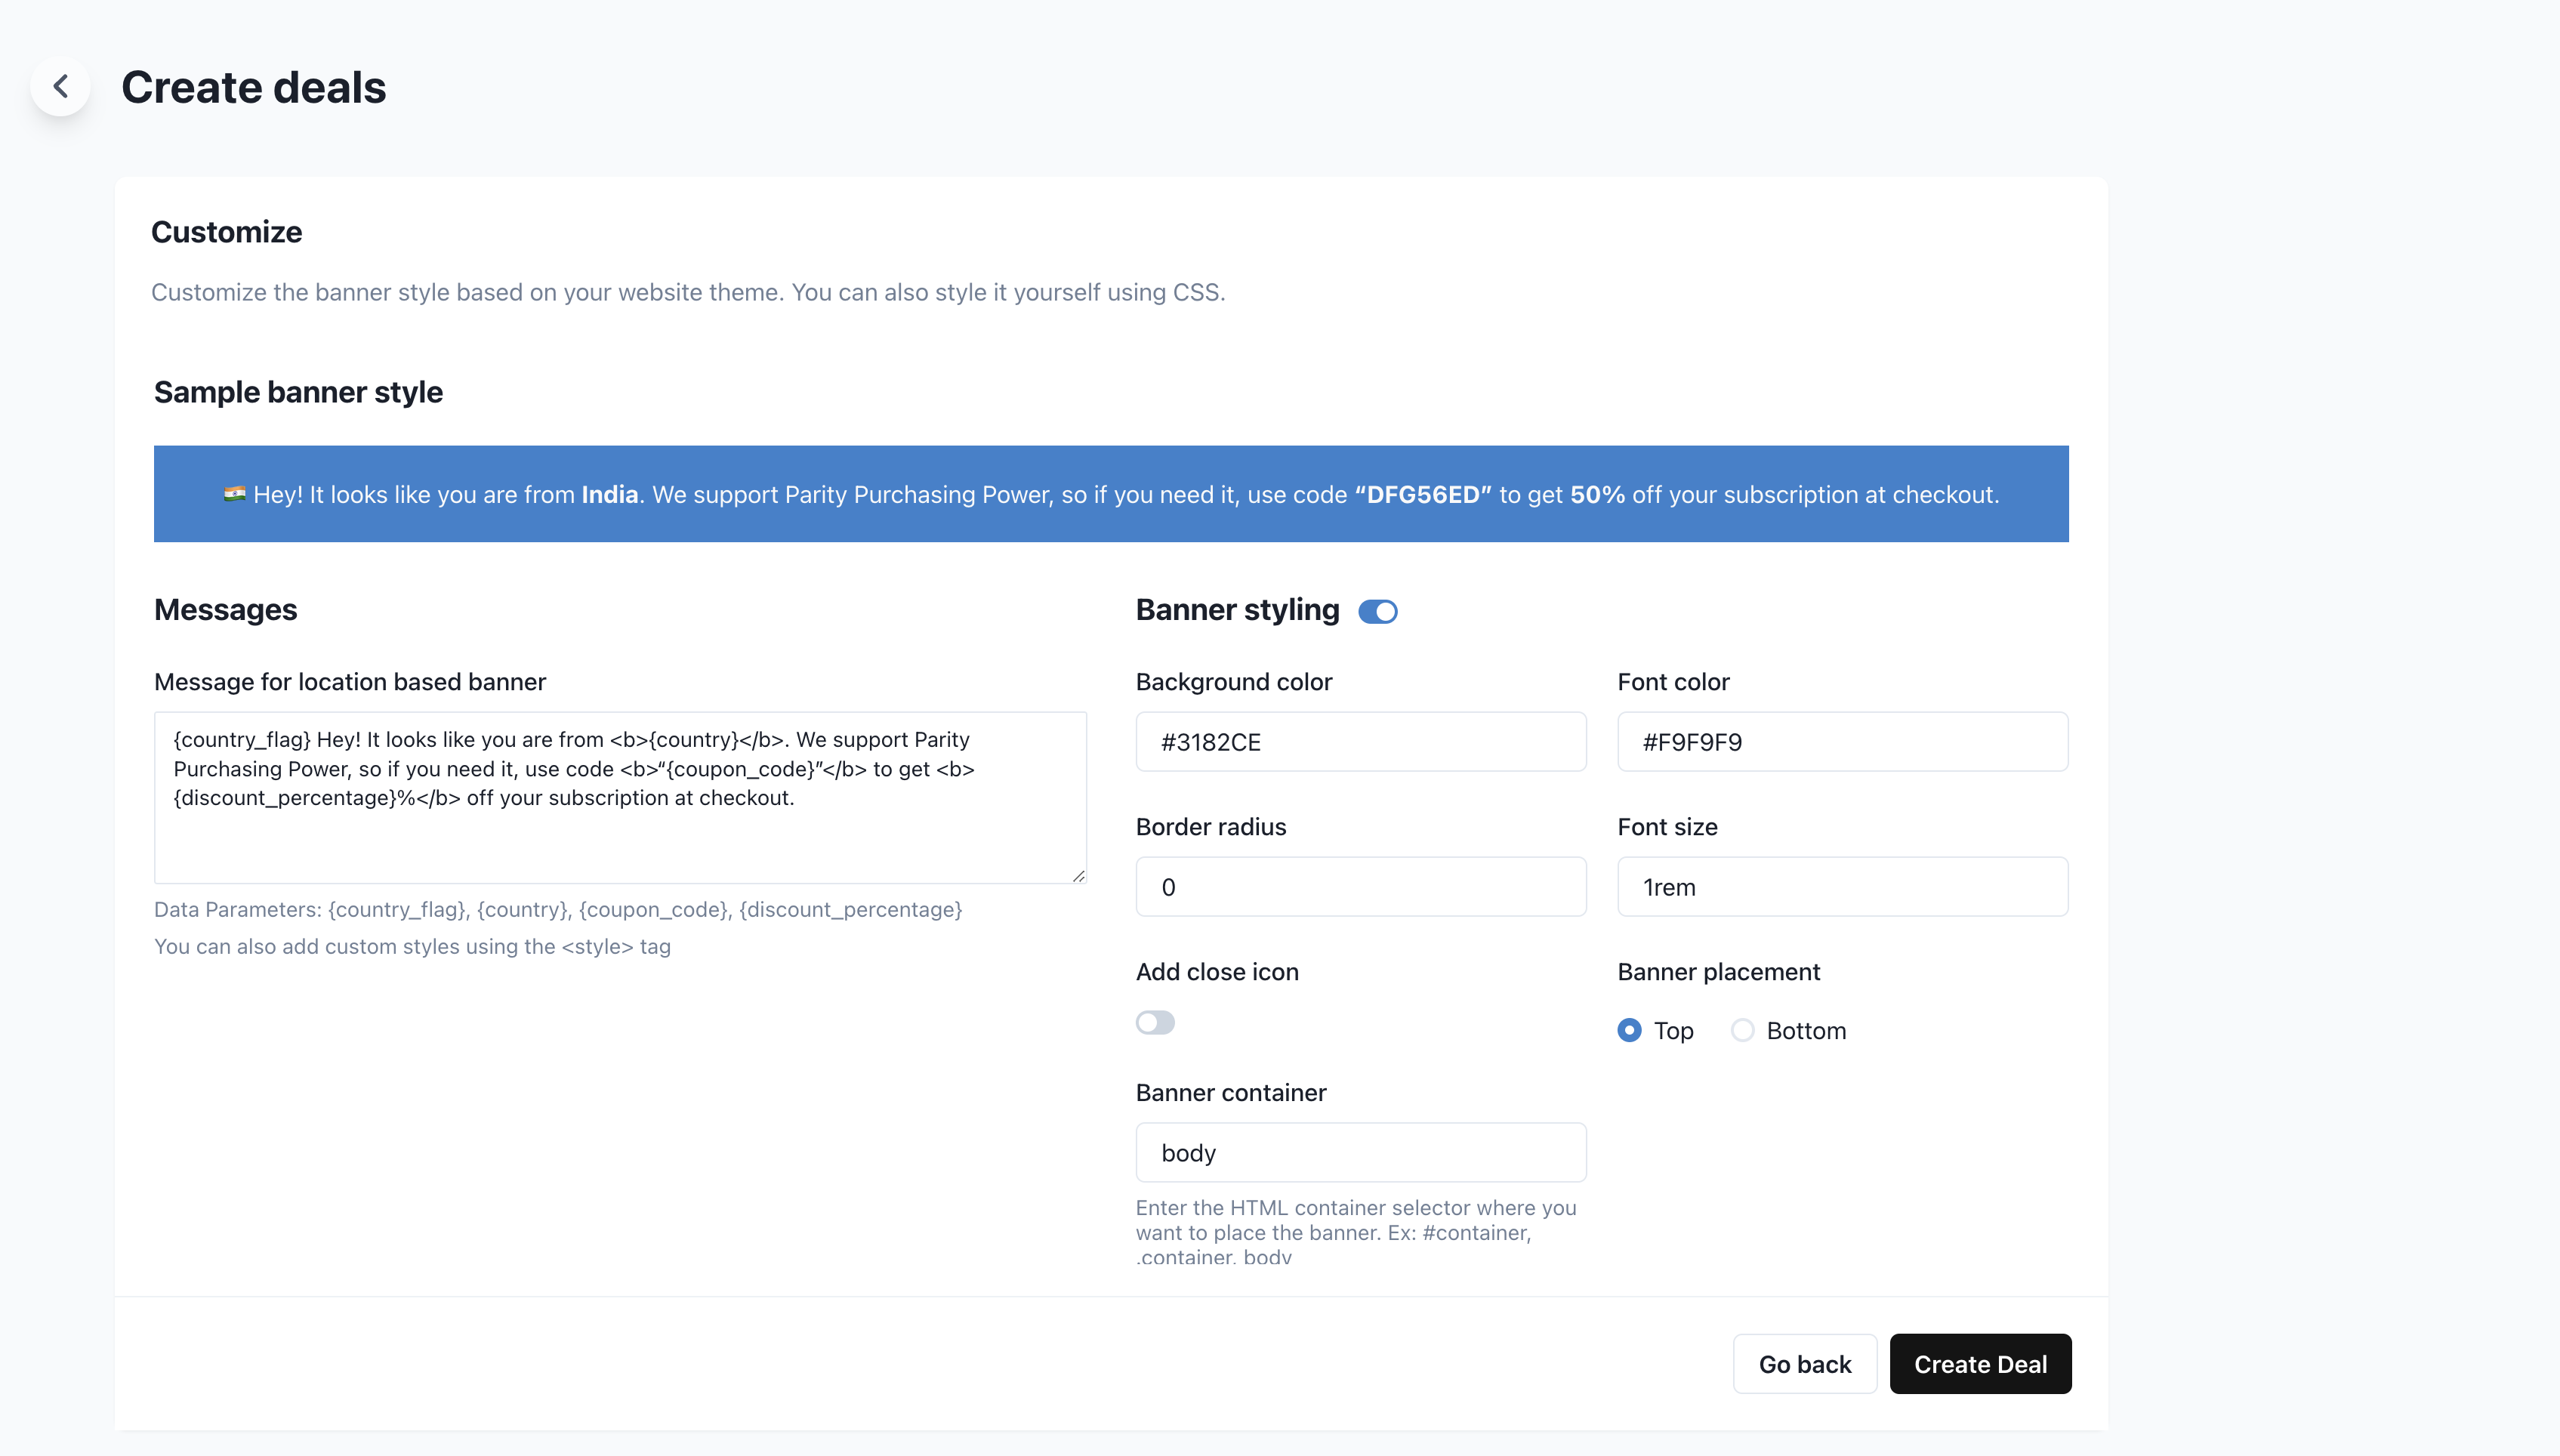 Create deals
Customize
Customize the banner style based on your website theme. You can also style it yourself using CSS.
Sample banner style
🇮🇳 Hey! It looks like you are from India. We support Parity Purchasing Power, so if you need it, use code “DFG56ED” to get 50% off your subscription at checkout.
Messages
Message for location based banner
{country_flag} Hey! It looks like you are from <b>{country}</b>. We support Parity
Purchasing Power, so if you need it, use code <b>“{coupon_code}”</b> to get <b>
{discount_percentage}%</b> off your subscription at checkout.
Data Parameters: {country_flag}, {country}, {coupon_code}, {discount_percentage}
You can also add custom styles using the <style> tag
Banner styling
Background color
#3182CE
Font color
#F9F9F9
Border radius
0
Font size
1rem
Add close icon
Banner placement
Top
Bottom
Banner container
body
Enter the HTML container selector where you
want to place the banner. Ex: #container,
.container, body
Go back
Create Deal